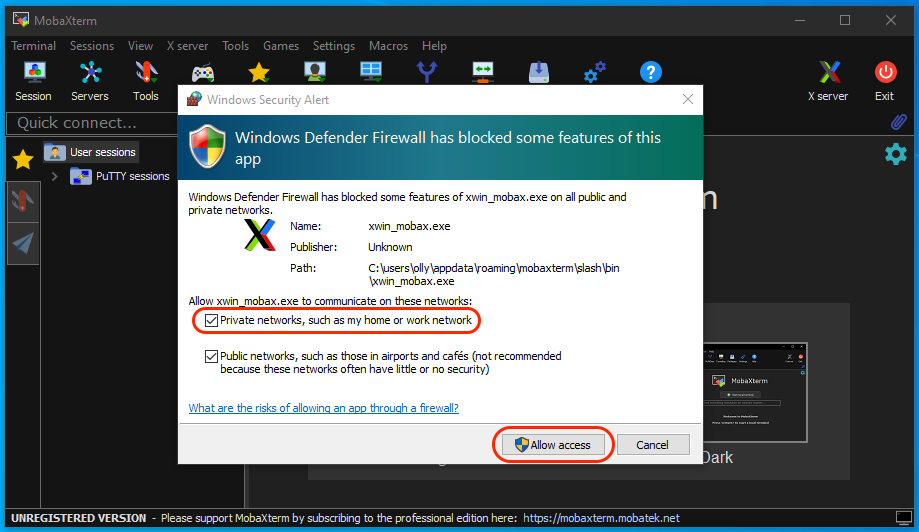 MobaXterm
Terminal Sessions View X server Tools Games Settings Macros Help
Session Servers Tools X server Exit
Quick connect...
User sessions
PuTTY sessions
Windows Security Alert
Windows Defender Firewall has blocked some features of this
app
Windows Defender Firewall has blocked some features of xwin_mobax.exe on all public and
private networks.
Name: xwin_mobax.exe
Publisher: Unknown
Path: C:\users\olly\appdata\roaming\mobaxterm\slash\bin
\xwin_mobax.exe
Allow xwin_mobax.exe to communicate on these networks:
Private networks, such as my home or work network
Public networks, such as those in airports and cafés (not recommended
because these networks often have little or no security)
What are the risks of allowing an app through a firewall?
Allow access Cancel
MobaXterm
Dark
UNREGISTERED VERSION - Please support MobaXterm by subscribing to the professional edition here: https://mobaxterm.mobatek.net